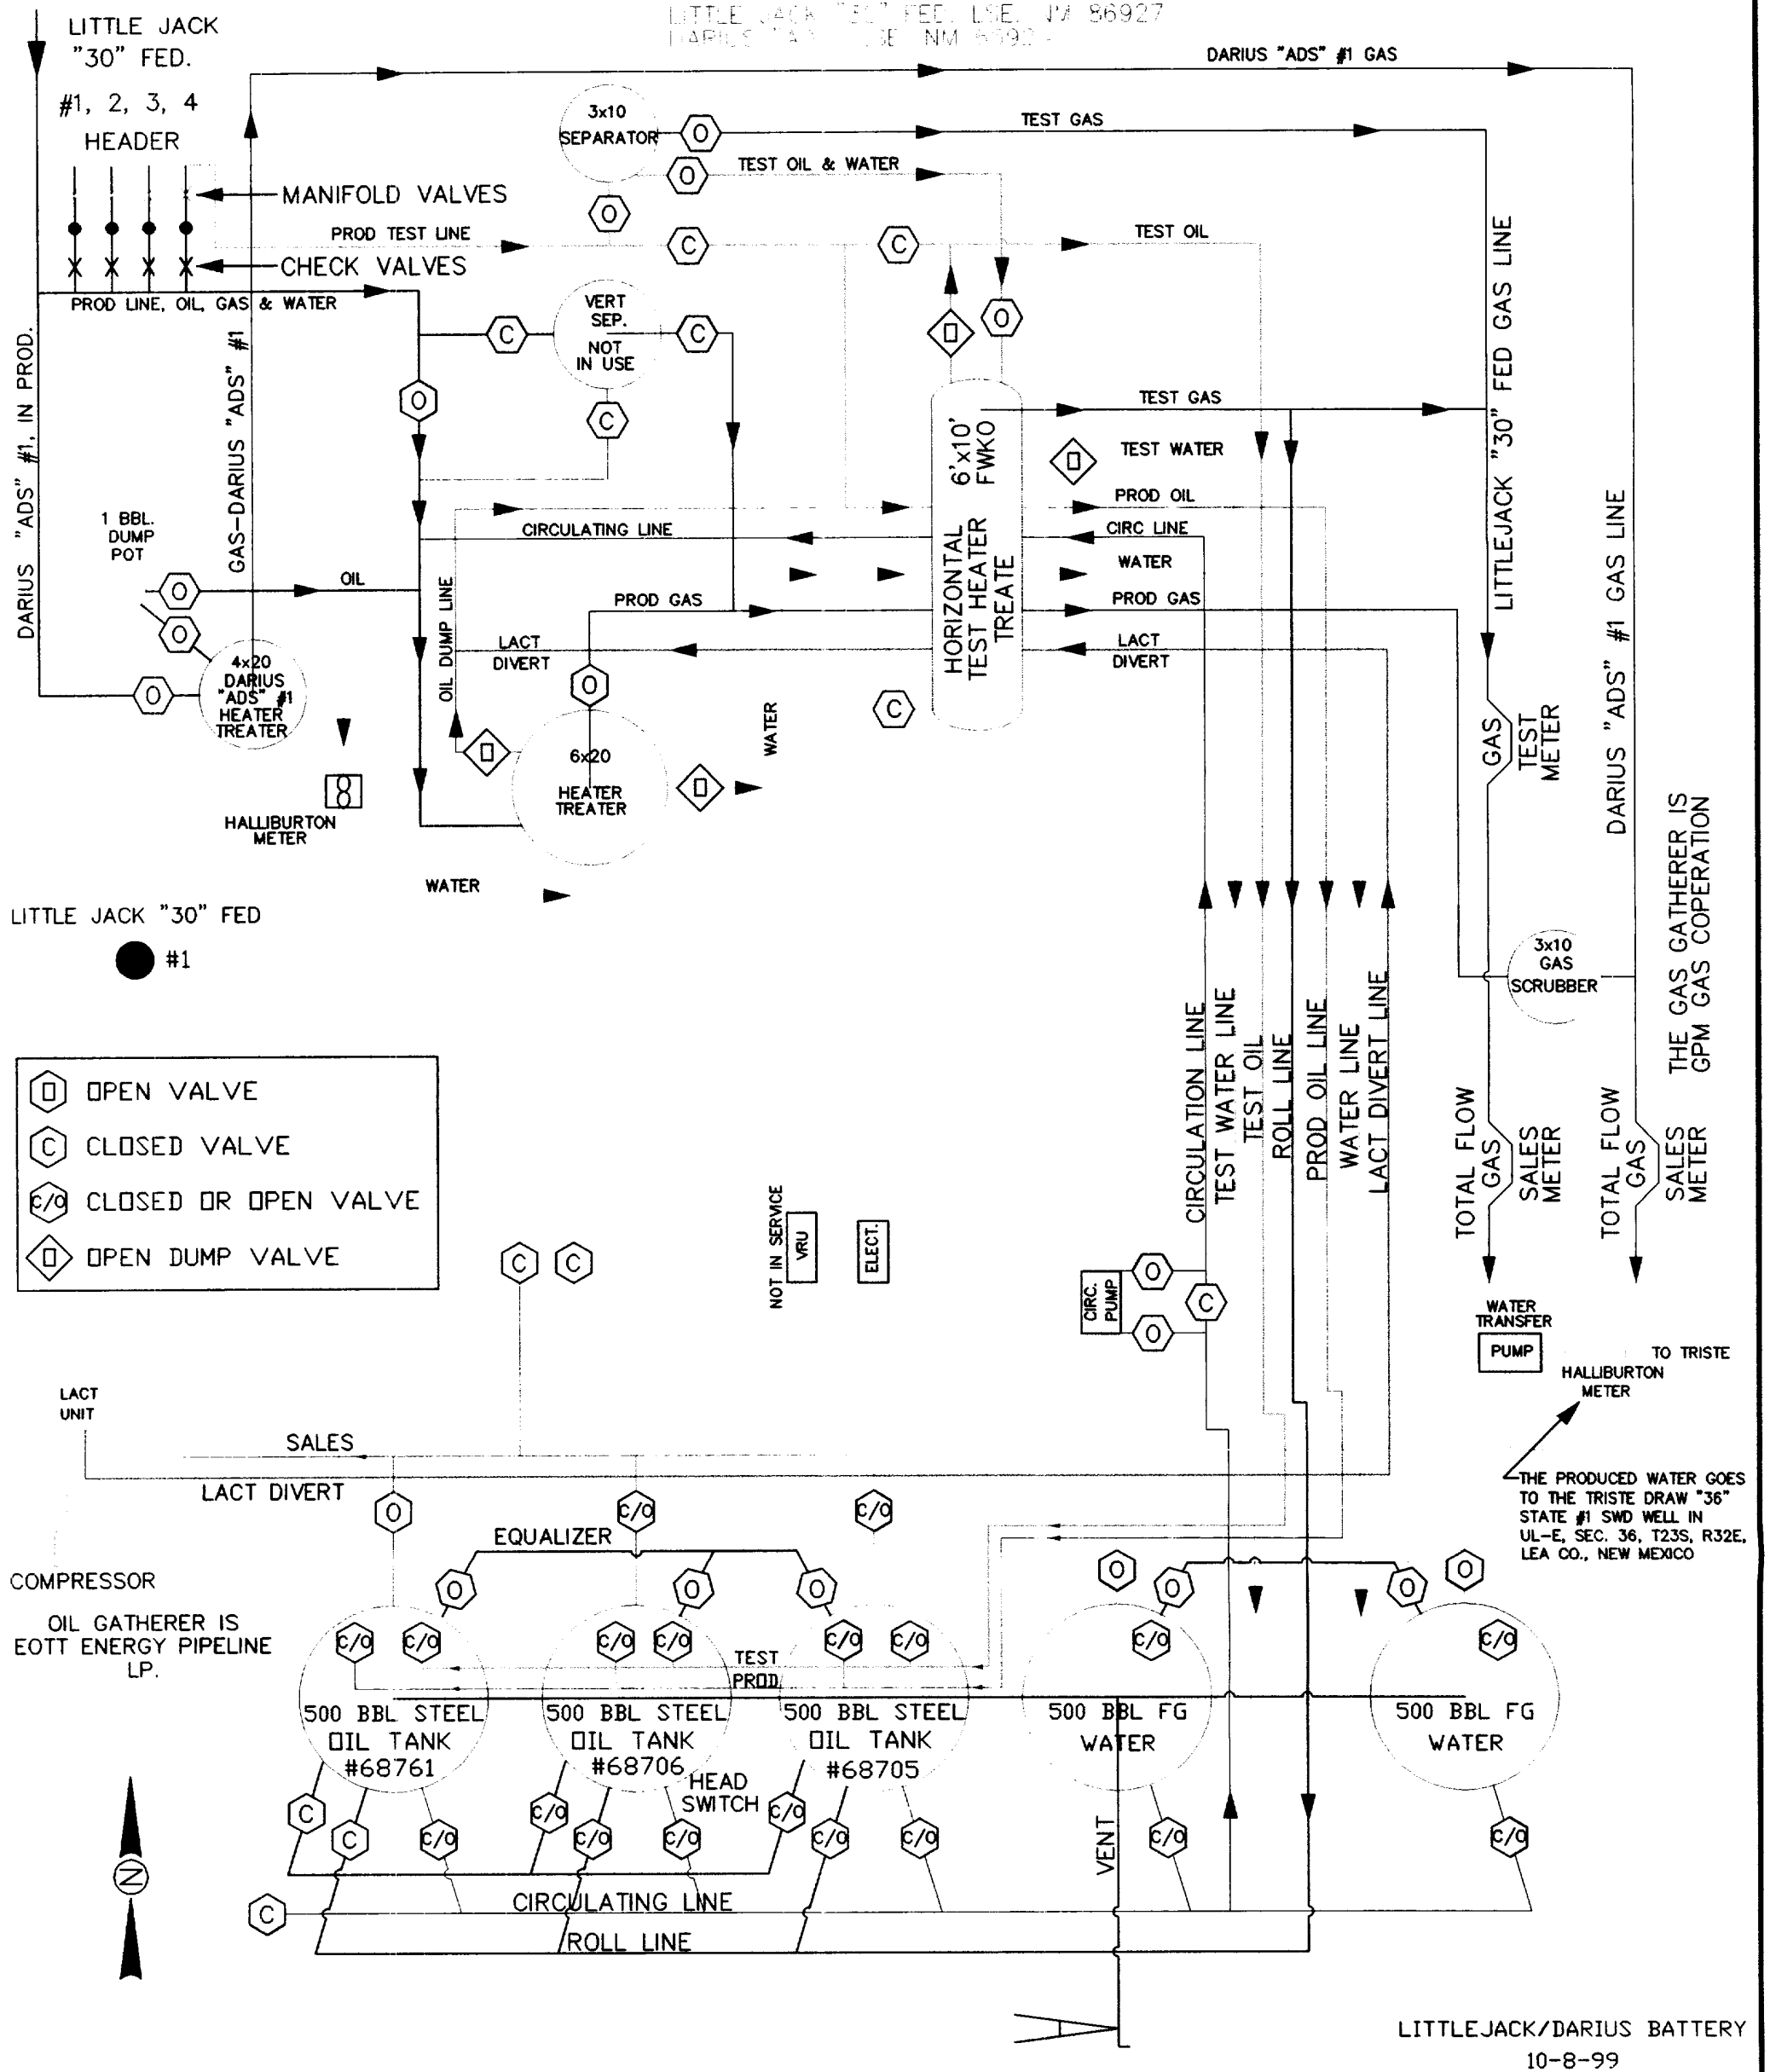 LITTLE JACK "30" FED. LSE. NM 86927
DARIUS
LSE NM
LITTLE JACK
"30" FED.
#1, 2, 3, 4
HEADER
MANIFOLD VALVES
CHECK VALVES
PROD TEST LINE
PROD LINE, OIL, GAS & WATER
DARIUS "ADS" #1, IN PROD.
GAS-DARIUS "ADS" #1
DARIUS "ADS" #1 GAS
3x10
SEPARATOR
O
TEST GAS
O
TEST OIL & WATER
O
C
C
TEST OIL
VERT
SEP.
NOT
IN USE
C
C
C
O
O
O
TEST GAS
O
TEST WATER
6'x10'
FWKO
HORIZONTAL
TEST HEATER
TREATE
PROD OIL
CIRCULATING LINE
CIRC LINE
WATER
PROD GAS
PROD GAS
LACT
DIVERT
LACT
DIVERT
C
1 BBL.
DUMP
POT
O
OIL
O
O
4x20
DARIUS
"ADS" #1
HEATER
TREATER
HALLIBURTON
METER
OIL DUMP LINE
O
O
6x20
HEATER
TREATER
O
WATER
WATER
LITTLEJACK "30" FED GAS LINE
GAS
TEST
METER
DARIUS "ADS" #1 GAS LINE
THE GAS GATHERER IS
GPM GAS COPERATION
3x10
GAS
SCRUBBER
LITTLE JACK "30" FED
#1
O OPEN VALVE
C CLOSED VALVE
C/O CLOSED OR OPEN VALVE
O OPEN DUMP VALVE
CIRCULATION LINE
TEST WATER LINE
TEST OIL
ROLL LINE
PROD OIL LINE
WATER LINE
LACT DIVERT LINE
TOTAL FLOW
GAS
SALES
METER
TOTAL FLOW
GAS
SALES
METER
C
C
NOT IN SERVICE
VRU
ELECT.
CIRC.
PUMP
O
C
O
WATER
TRANSFER
PUMP
HALLIBURTON
METER
TO TRISTE
THE PRODUCED WATER GOES
TO THE TRISTE DRAW "36"
STATE #1 SWD WELL IN
UL-E, SEC. 36, T23S, R32E,
LEA CO., NEW MEXICO
LACT
UNIT
SALES
LACT DIVERT
O
C/O
C/O
EQUALIZER
O
O
O
O
O
O
O
COMPRESSOR
OIL GATHERER IS
EOTT ENERGY PIPELINE
LP.
C/O
C/O
C/O
C/O
C/O
C/O
C/O
C/O
TEST
PROD
500 BBL STEEL
OIL TANK
#68761
500 BBL STEEL
OIL TANK
#68706
500 BBL STEEL
OIL TANK
#68705
500 BBL FG
WATER
500 BBL FG
WATER
HEAD
SWITCH
C
C
C/O
C/O
C/O
C/O
C/O
C/O
C/O
C/O
C/O
VENT
N
C
CIRCULATING LINE
ROLL LINE
LITTLEJACK/DARIUS BATTERY
10-8-99